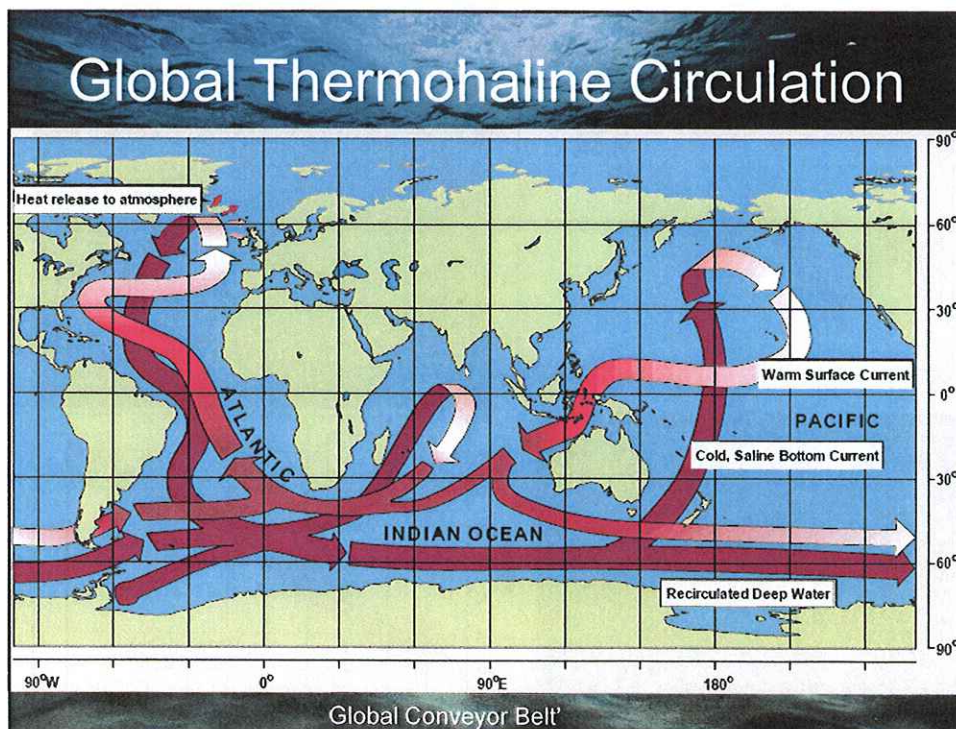 Global Thermohaline Circulation
90°
Heat release to atmosphere
60°
30°
Warm Surface Current
0°
ATLANTIC
PACIFIC
Cold, Saline Bottom Current
30°
INDIAN OCEAN
60°
Recirculated Deep Water
90°
90°W
0°
90°E
180°
Global Conveyor Belt'